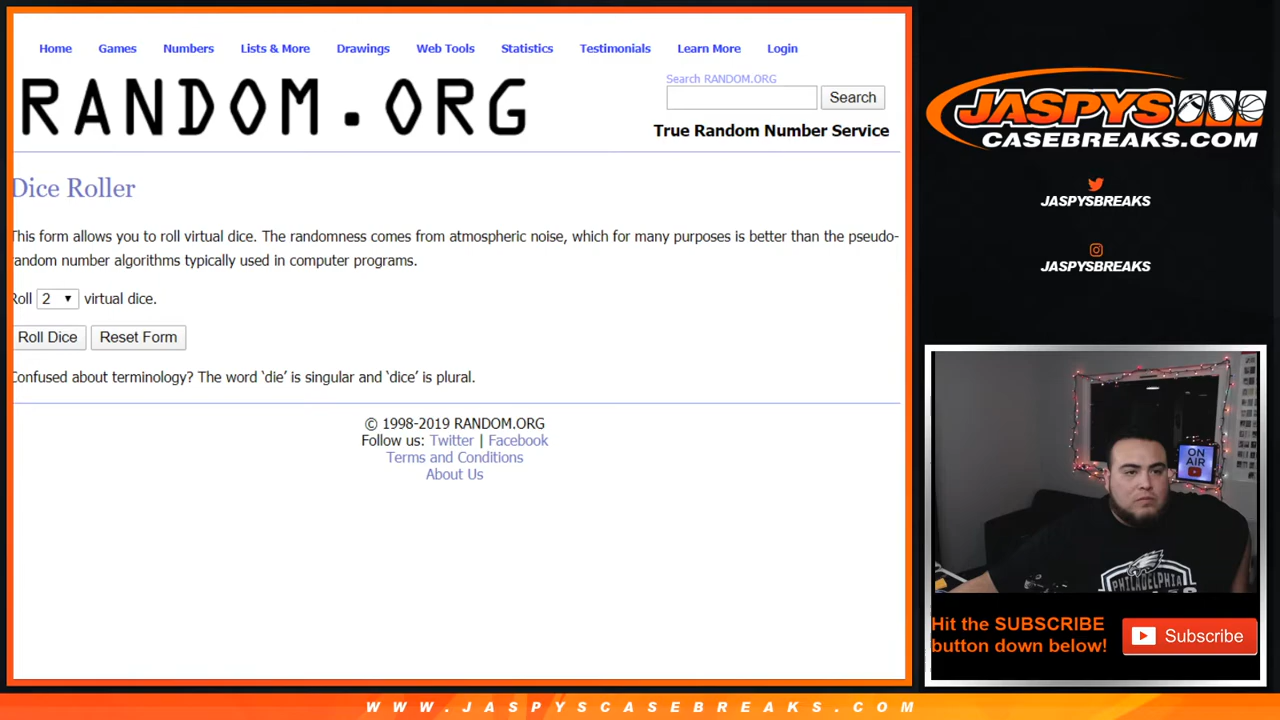 Home Games Numbers Lists & More Drawings Web Tools Statistics Testimonials Learn More Login
RANDOM.ORG
Search RANDOM.ORG
Search
True Random Number Service
Dice Roller
This form allows you to roll virtual dice. The randomness comes from atmospheric noise, which for many purposes is better than the pseudo-
random number algorithms typically used in computer programs.
Roll 2 virtual dice.
Roll Dice Reset Form
Confused about terminology? The word ‘die’ is singular and ‘dice’ is plural.
© 1998-2019 RANDOM.ORG
Follow us: Twitter | Facebook
Terms and Conditions
About Us
JASPYS
CASEBREAKS.COM
JASPYSBREAKS
JASPYSBREAKS
ON
AIR
PHILADELPHIA
Hit the SUBSCRIBE
button down below!
Subscribe
WWW.JASPYSCASEBREAKS.COM